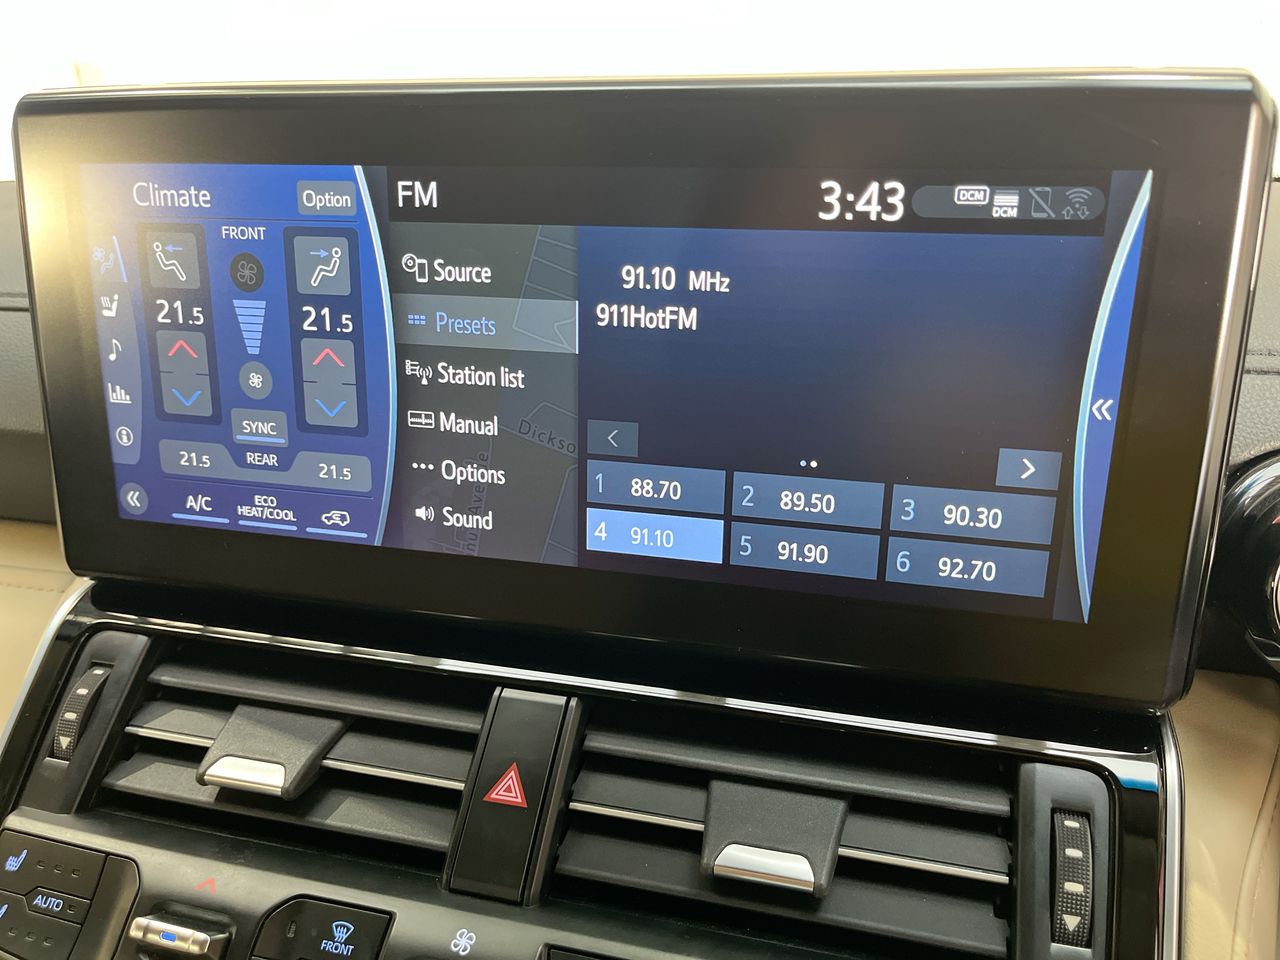 Climate
Option
FRONT
21.5
21.5
SYNC
REAR
21.5
21.5
A/C
ECO
HEAT/COOL
FM
3:43
DCM
DCM
Source
Presets
Station list
Manual
Options
Sound
Dickso
91.10 MHz
911HotFM
1 88.70
2 89.50
3 90.30
4 91.10
5 91.90
6 92.70
AUTO
FRONT